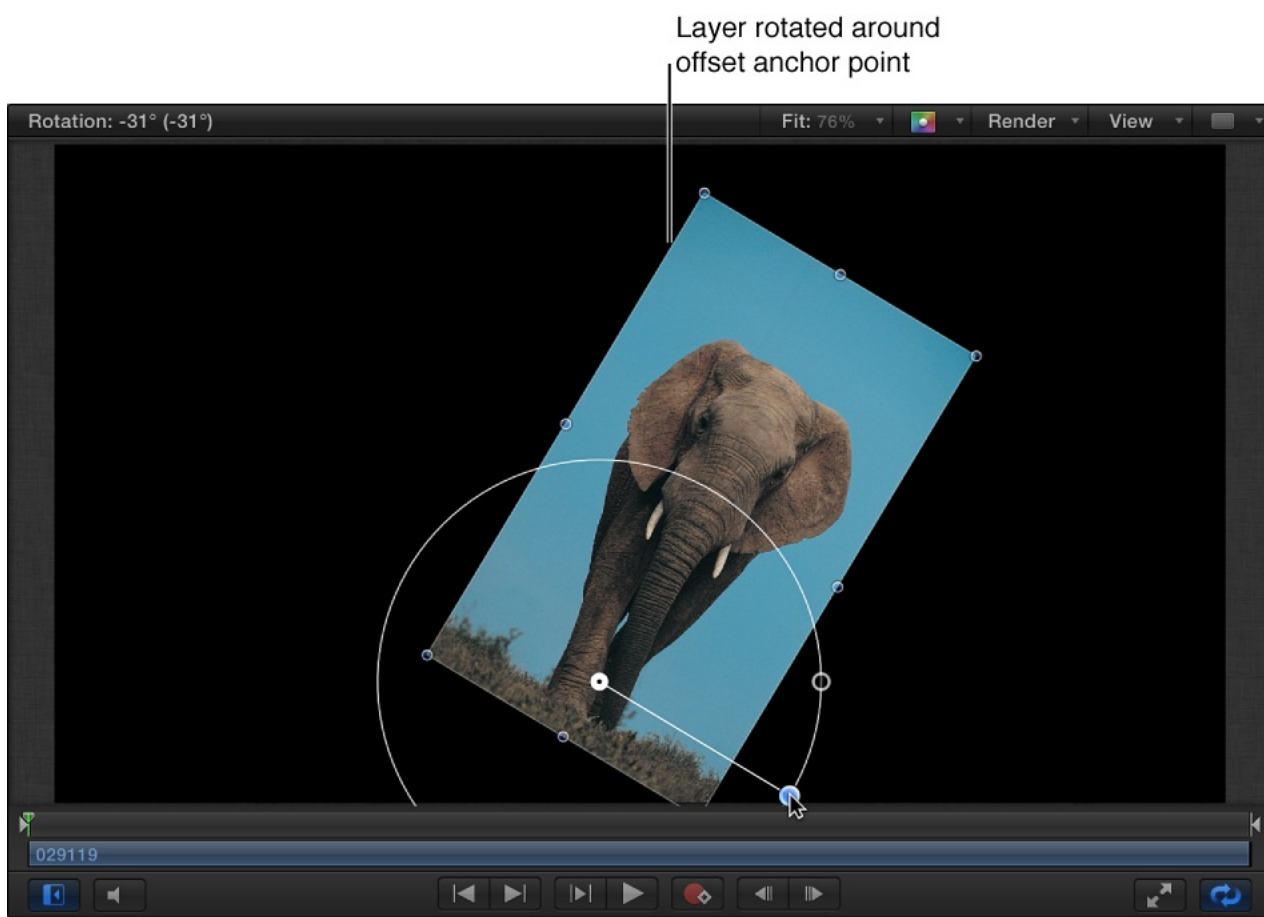 Layer rotated around
offset anchor point
Rotation: -31° (-31°)
Fit: 76%
Render
View
029119